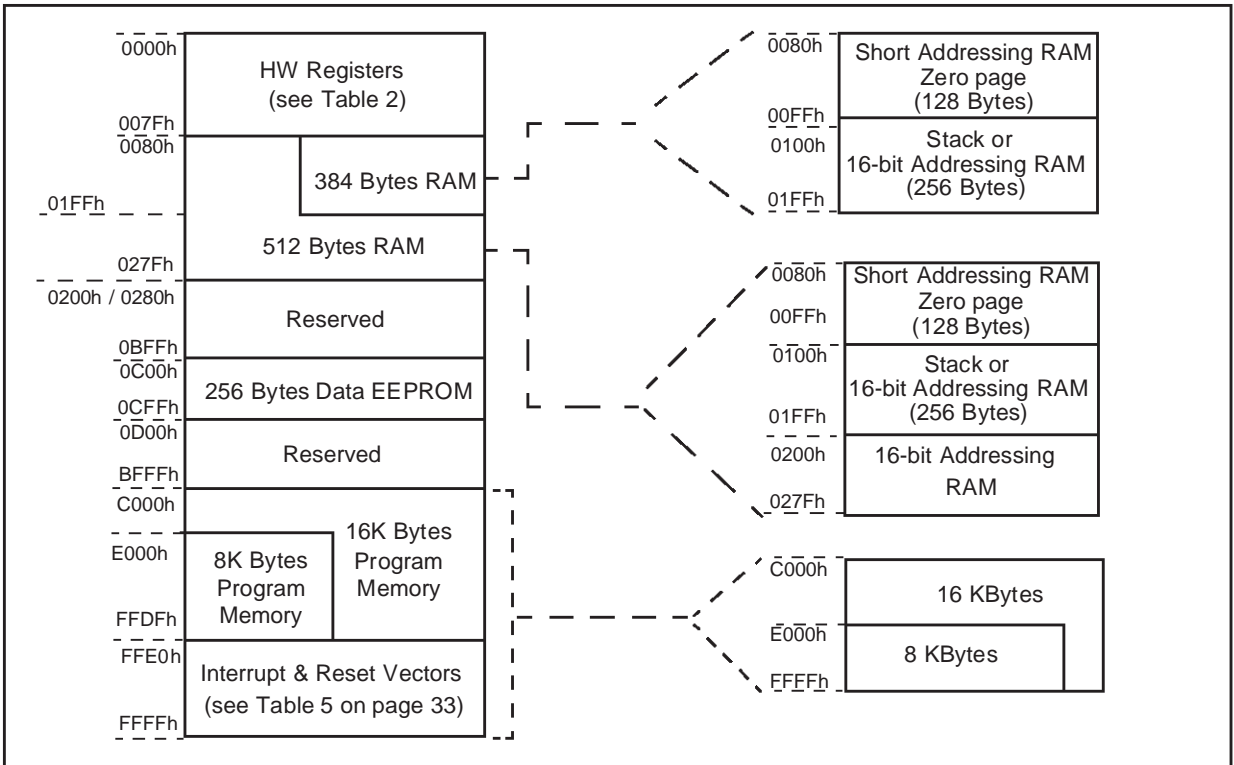 0000h
HW Registers
(see Table 2)
007Fh
0080h
384 Bytes RAM
01FFh
512 Bytes RAM
027Fh
0200h / 0280h
Reserved
0BFFh
0C00h
256 Bytes Data EEPROM
0CFFh
0D00h
Reserved
BFFFh
C000h
16K Bytes
Program
Memory
E000h
8K Bytes
Program
Memory
FFDFh
FFE0h
Interrupt & Reset Vectors
(see Table 5 on page 33)
FFFFh
0080h
Short Addressing RAM
Zero page
(128 Bytes)
00FFh
0100h
Stack or
16-bit Addressing RAM
(256 Bytes)
01FFh
0080h
Short Addressing RAM
Zero page
(128 Bytes)
00FFh
0100h
Stack or
16-bit Addressing RAM
(256 Bytes)
01FFh
0200h
16-bit Addressing
RAM
027Fh
C000h
16 KBytes
E000h
8 KBytes
FFFFh